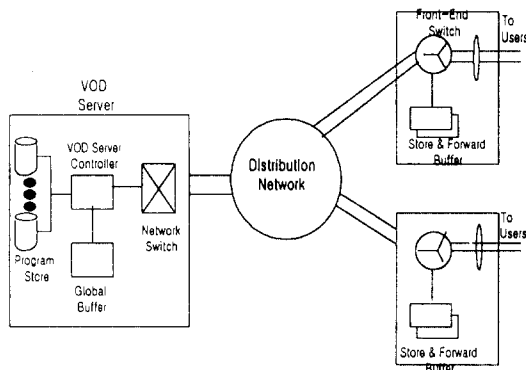 VOD
Server
VOD Server
Controller
Program
Store
Global
Buffer
Network
Switch
Distribution
Network
Front-End
Switch
To
Users
Store & Forward
Buffer
To
Users
Store & Forward
Buffer